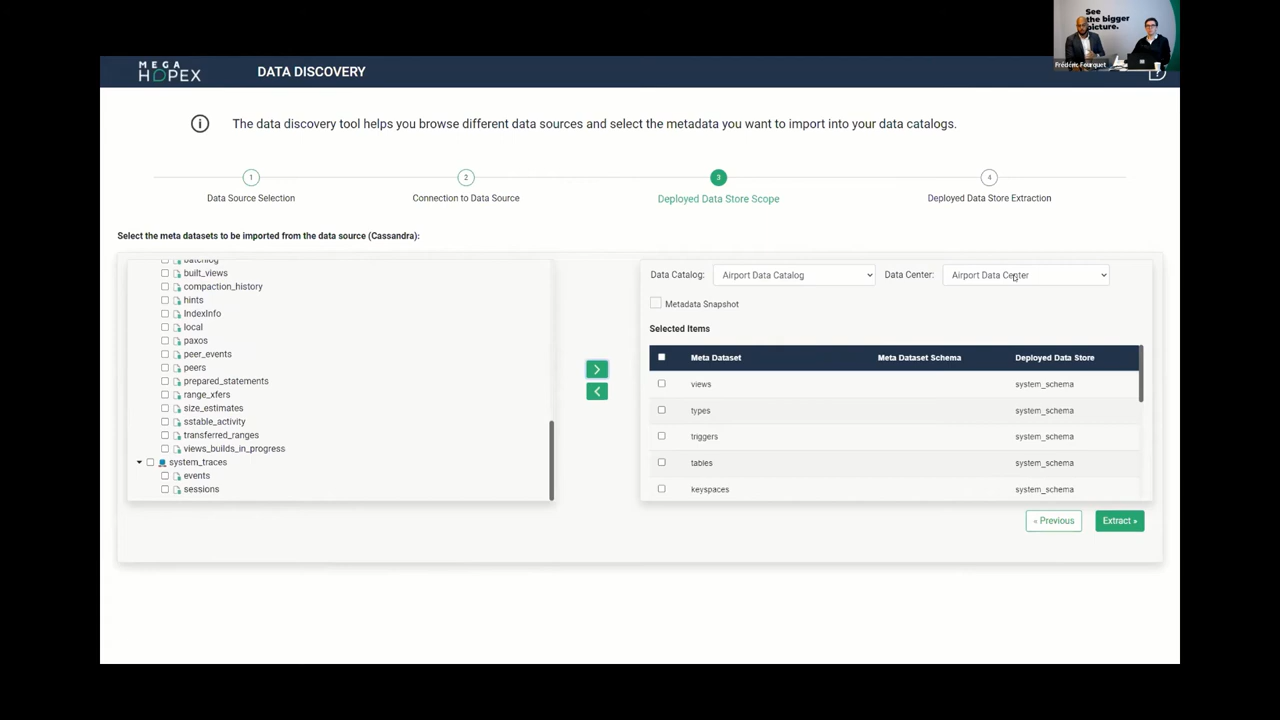 See
the bigger
picture.
Frédéric Fourquet
MEGA
HOPEX
DATA DISCOVERY
?
i
The data discovery tool helps you browse different data sources and select the metadata you want to import into your data catalogs.
1
2
3
4
Data Source Selection
Connection to Data Source
Deployed Data Store Scope
Deployed Data Store Extraction
Select the meta datasets to be imported from the data source (Cassandra):
batchlog
built_views
compaction_history
hints
IndexInfo
local
paxos
peer_events
peers
prepared_statements
range_xfers
size_estimates
sstable_activity
transferred_ranges
views_builds_in_progress
system_traces
events
sessions
Data Catalog: Airport Data Catalog Data Center: Airport Data Center
Metadata Snapshot
Selected Items
Meta Dataset Meta Dataset Schema Deployed Data Store
views system_schema
types system_schema
triggers system_schema
tables system_schema
keyspaces system_schema
« Previous Extract »